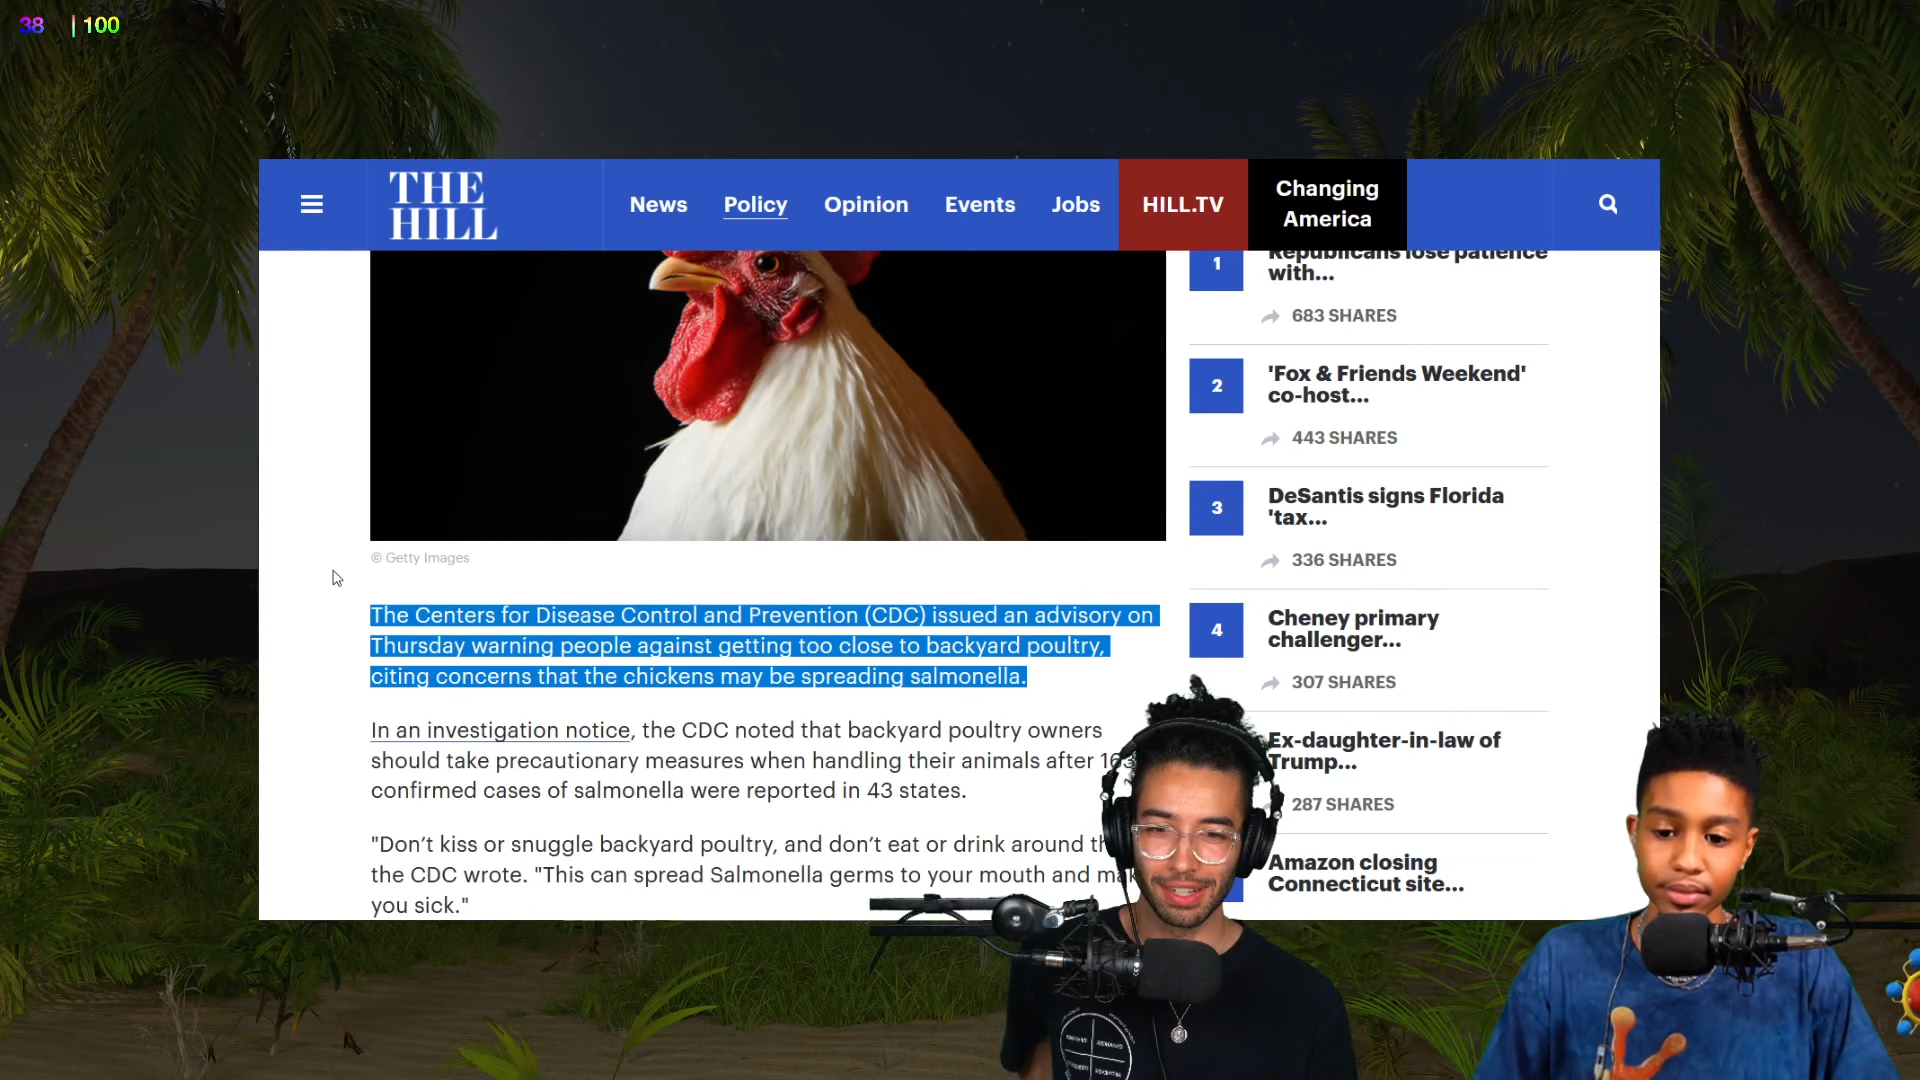 38 | 100
THE HILL
News Policy Opinion Events Jobs HILL.TV Changing America
© Getty Images
The Centers for Disease Control and Prevention (CDC) issued an advisory on
Thursday warning people against getting too close to backyard poultry,
citing concerns that the chickens may be spreading salmonella.
In an investigation notice, the CDC noted that backyard poultry owners
should take precautionary measures when handling their animals after 163
confirmed cases of salmonella were reported in 43 states.
"Don't kiss or snuggle backyard poultry, and don't eat or drink around
the CDC wrote. "This can spread Salmonella germs to your mouth and
you sick."
1
Republicans lose patience
with...
683 SHARES
2
'Fox & Friends Weekend'
co-host...
443 SHARES
3
DeSantis signs Florida
'tax...
336 SHARES
4
Cheney primary
challenger...
307 SHARES
Ex-daughter-in-law of
Trump...
287 SHARES
Amazon closing
Connecticut site...